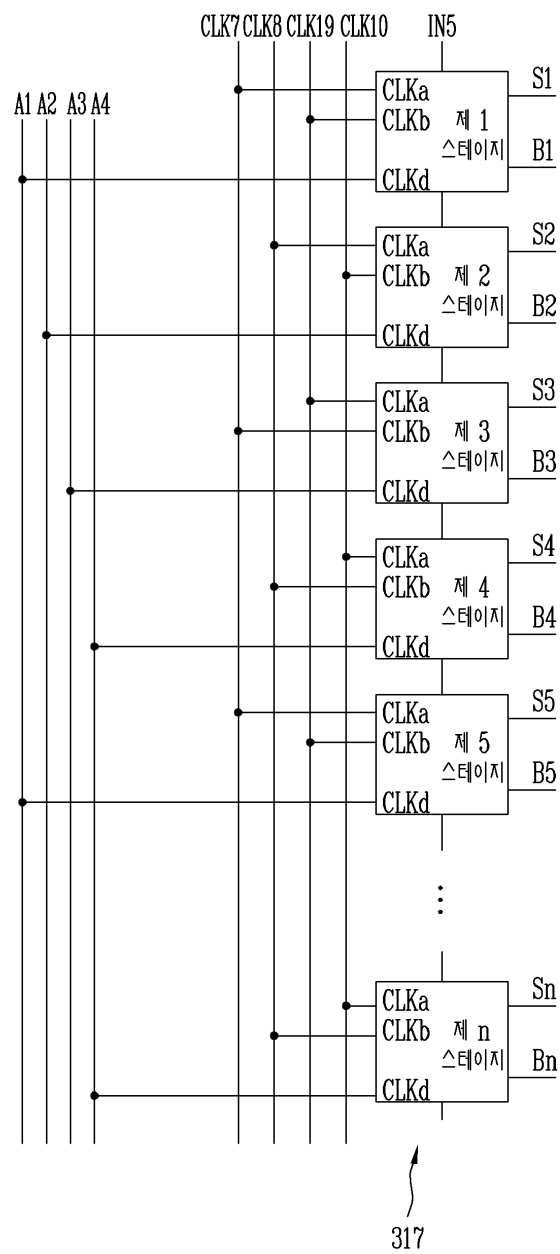 CLK7 CLK8 CLK19 CLK10 IN5
A1 A2 A3 A4
CLKa
CLKb
CLKd
제 1
스테이지
S1
B1
CLKa
CLKb
CLKd
제 2
스테이지
S2
B2
CLKa
CLKb
CLKd
제 3
스테이지
S3
B3
CLKa
CLKb
CLKd
제 4
스테이지
S4
B4
CLKa
CLKb
CLKd
제 5
스테이지
S5
B5
CLKa
CLKb
CLKd
제 n
스테이지
Sn
Bn
317